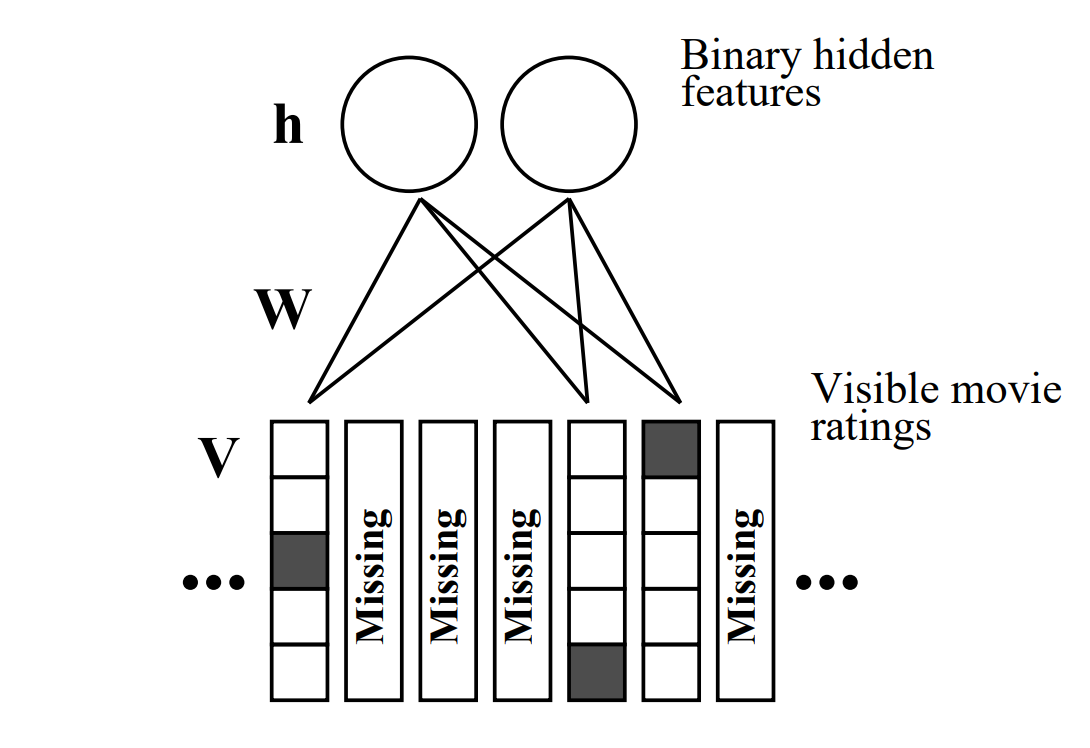 Binary hidden
features
h
W
Visible movie
ratings
V
Missing
Missing
Missing
Missing